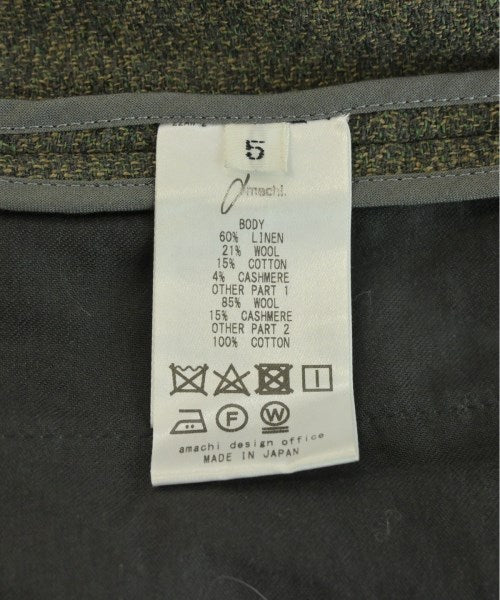 5
amachi.
BODY
60% LINEN
21% WOOL
15% COTTON
4% CASHMERE
OTHER PART 1
85% WOOL
15% CASHMERE
OTHER PART 2
100% COTTON
F W
amachi design office
MADE IN JAPAN